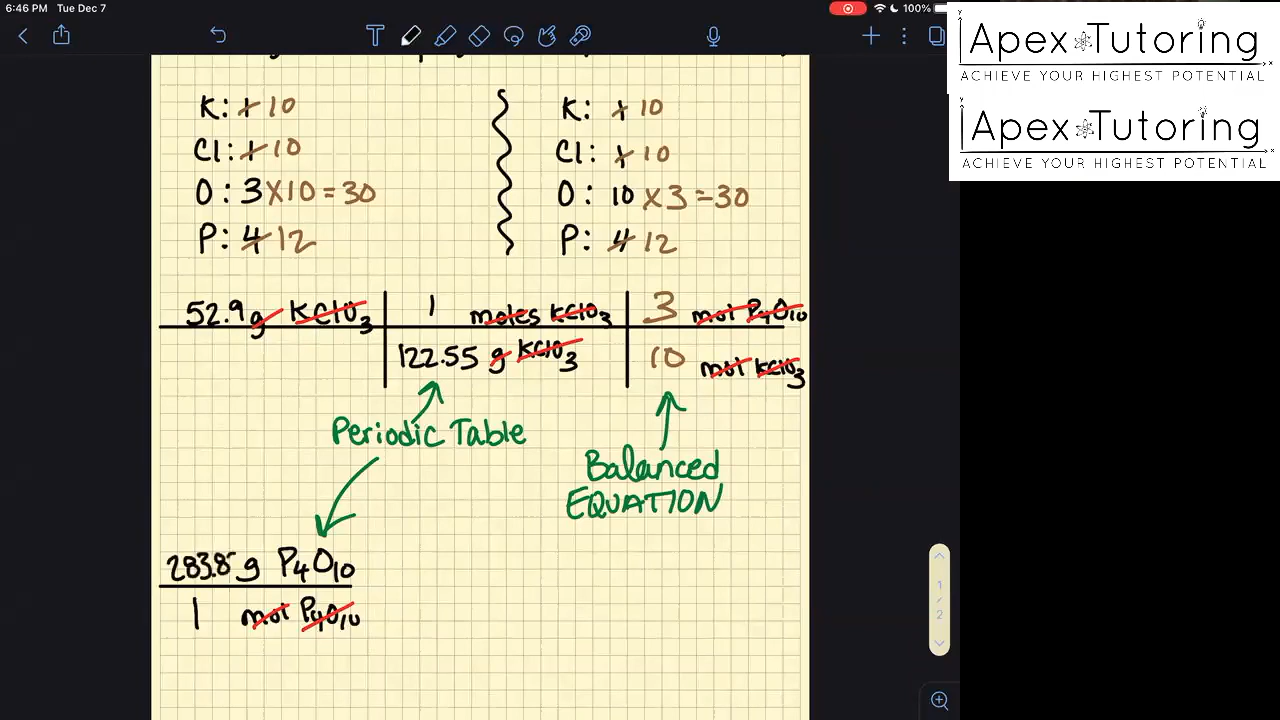 6:46 PM Tue Dec 7
100%
Apex Tutoring
ACHIEVE YOUR HIGHEST POTENTIAL
Apex Tutoring
ACHIEVE YOUR HIGHEST POTENTIAL
K: 1 10
Cl: 1 10
O: 3 X10 = 30
P: 4 12
K: 1 10
Cl: 1 10
O: 10 x 3 = 30
P: 4 12
52.9 g KClO3
1 moles KClO3
122.55 g KClO3
3 mol P4O10
10 mol KClO3
Periodic Table
Balanced
EQUATION
283.8 g P4O10
1 mol P4O10
1
2